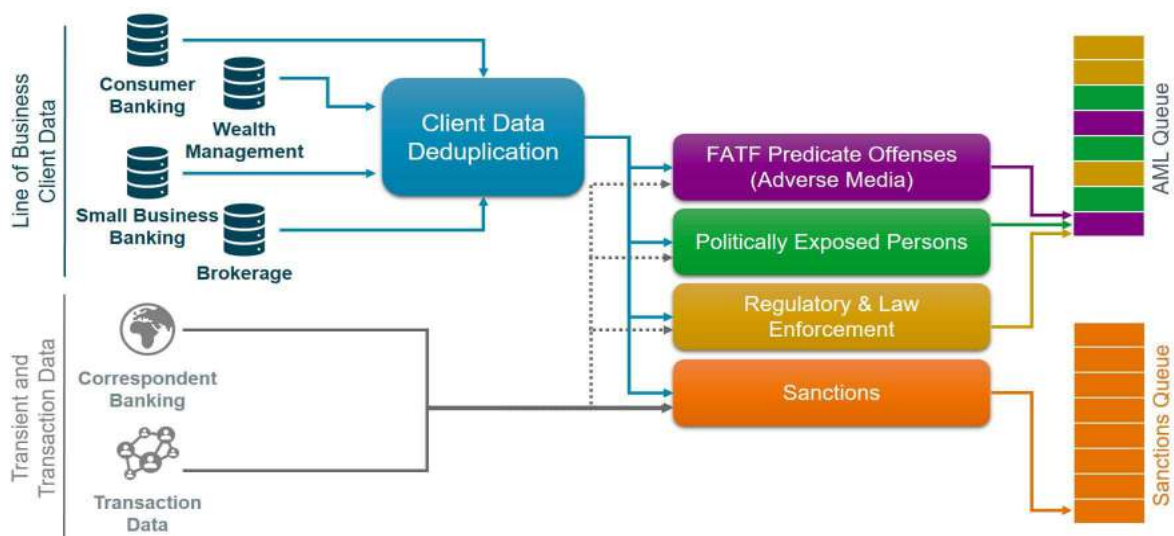 Line of Business
Client Data
Consumer
Banking
Wealth
Management
Small Business
Banking
Brokerage
Client Data
Deduplication
FATF Predicate Offenses
(Adverse Media)
Politically Exposed Persons
Regulatory & Law
Enforcement
Sanctions
AML Queue
Sanctions Queue
Transient and
Transaction Data
Correspondent
Banking
Transaction
Data